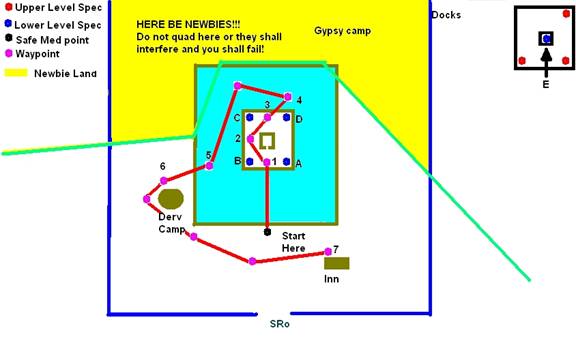 Upper Level Spec
Lower Level Spec
Safe Med point
Waypoint
Newbie Land
HERE BE NEWBIES!!!
Do not quad here or they shall
interfere and you shall fail!
Gypsy camp
Docks
E
4
3
C
D
2
B
1
A
5
6
Derv
Camp
Start
Here
7
Inn
SRo